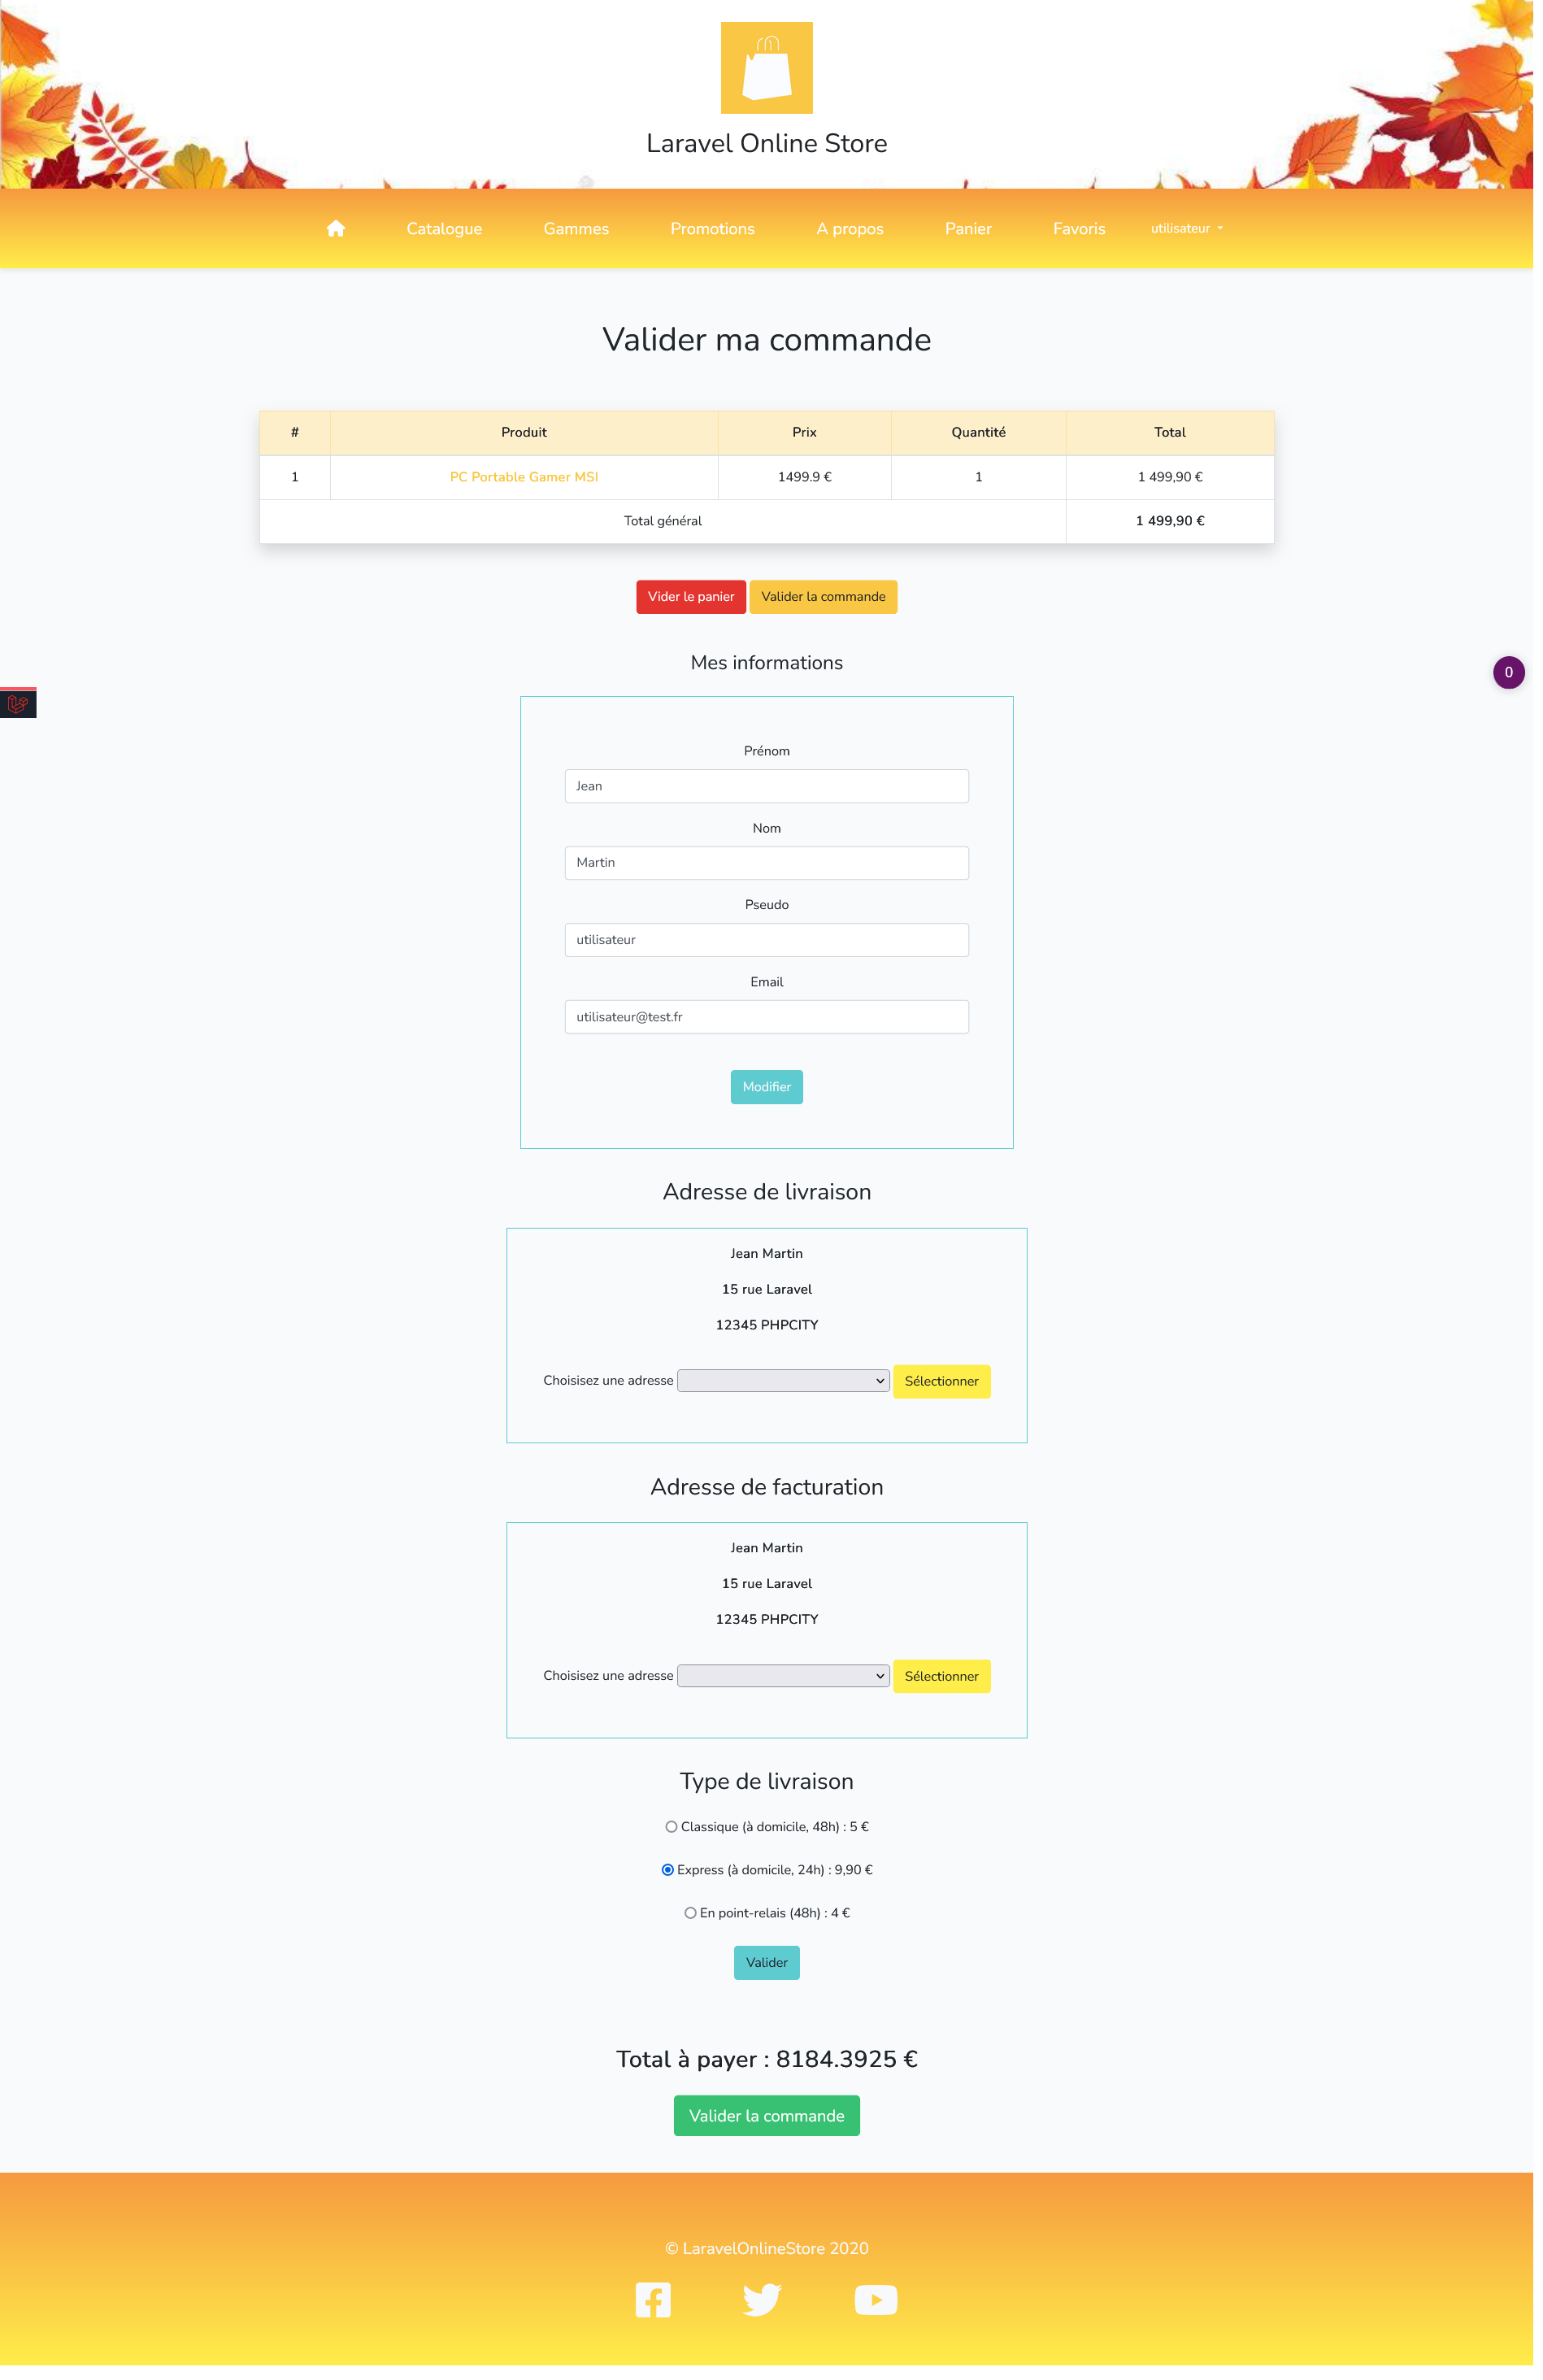 Laravel Online Store
Catalogue Gammes Promotions A propos Panier Favoris utilisateur
Valider ma commande
# Produit Prix Quantité Total
1 PC Portable Gamer MSI 1499.9 € 1 1 499,90 €
Total général 1 499,90 €
Vider le panier Valider la commande
Mes informations
0
Prénom
Jean
Nom
Martin
Pseudo
utilisateur
Email
utilisateur@test.fr
Modifier
Adresse de livraison
Jean Martin
15 rue Laravel
12345 PHPCITY
Choisisez une adresse Sélectionner
Adresse de facturation
Jean Martin
15 rue Laravel
12345 PHPCITY
Choisisez une adresse Sélectionner
Type de livraison
Classique (à domicile, 48h) : 5 €
Express (à domicile, 24h) : 9,90 €
En point-relais (48h) : 4 €
Valider
Total à payer : 8184.3925 €
Valider la commande
© LaravelOnlineStore 2020